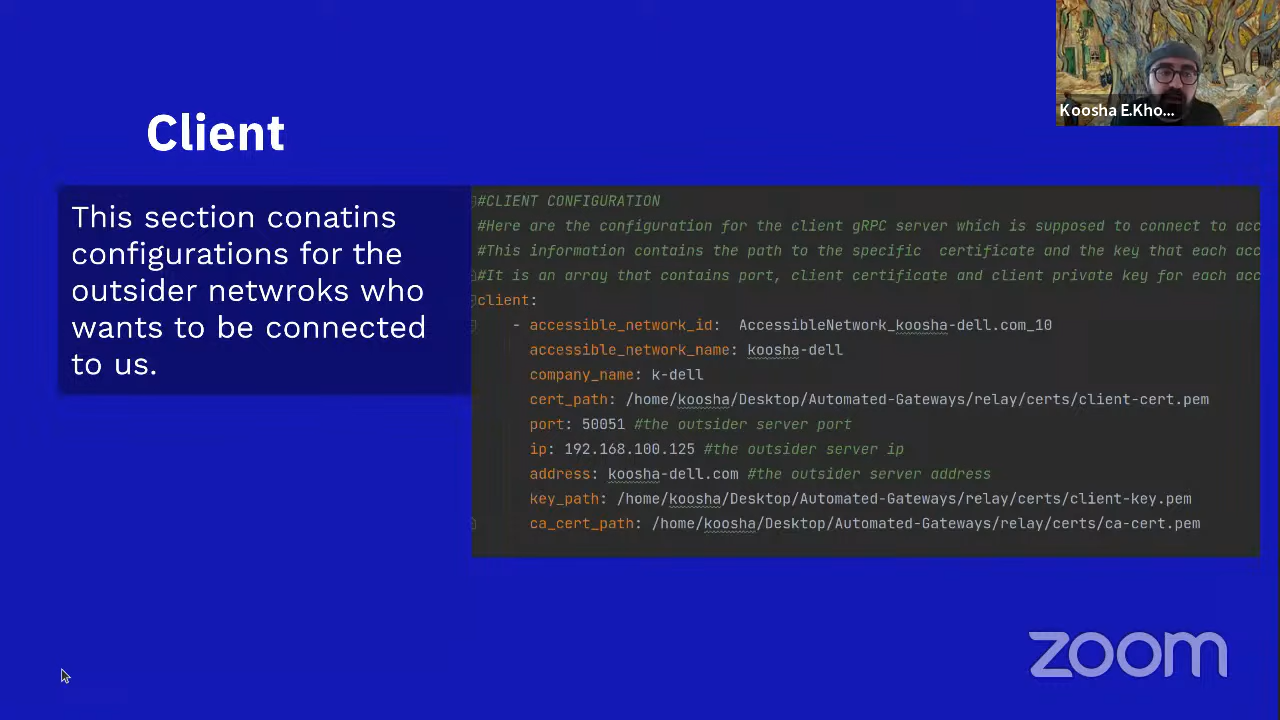 Koosha E.Kho...
Client
This section conatins
configurations for the
outsider netwroks who
wants to be connected
to us.
#CLIENT CONFIGURATION
#Here are the configuration for the client gRPC server which is supposed to connect to acc
#This information contains the path to the specific  certificate and the key that each acc
#It is an array that contains port, client certificate and client private key for each acc
client:
- accessible_network_id:  AccessibleNetwork_koosha-dell.com_10
accessible_network_name: koosha-dell
company_name: k-dell
cert_path: /home/koosha/Desktop/Automated-Gateways/relay/certs/client-cert.pem
port: 50051 #the outsider server port
ip: 192.168.100.125 #the outsider server ip
address: koosha-dell.com #the outsider server address
key_path: /home/koosha/Desktop/Automated-Gateways/relay/certs/client-key.pem
ca_cert_path: /home/koosha/Desktop/Automated-Gateways/relay/certs/ca-cert.pem
zoom